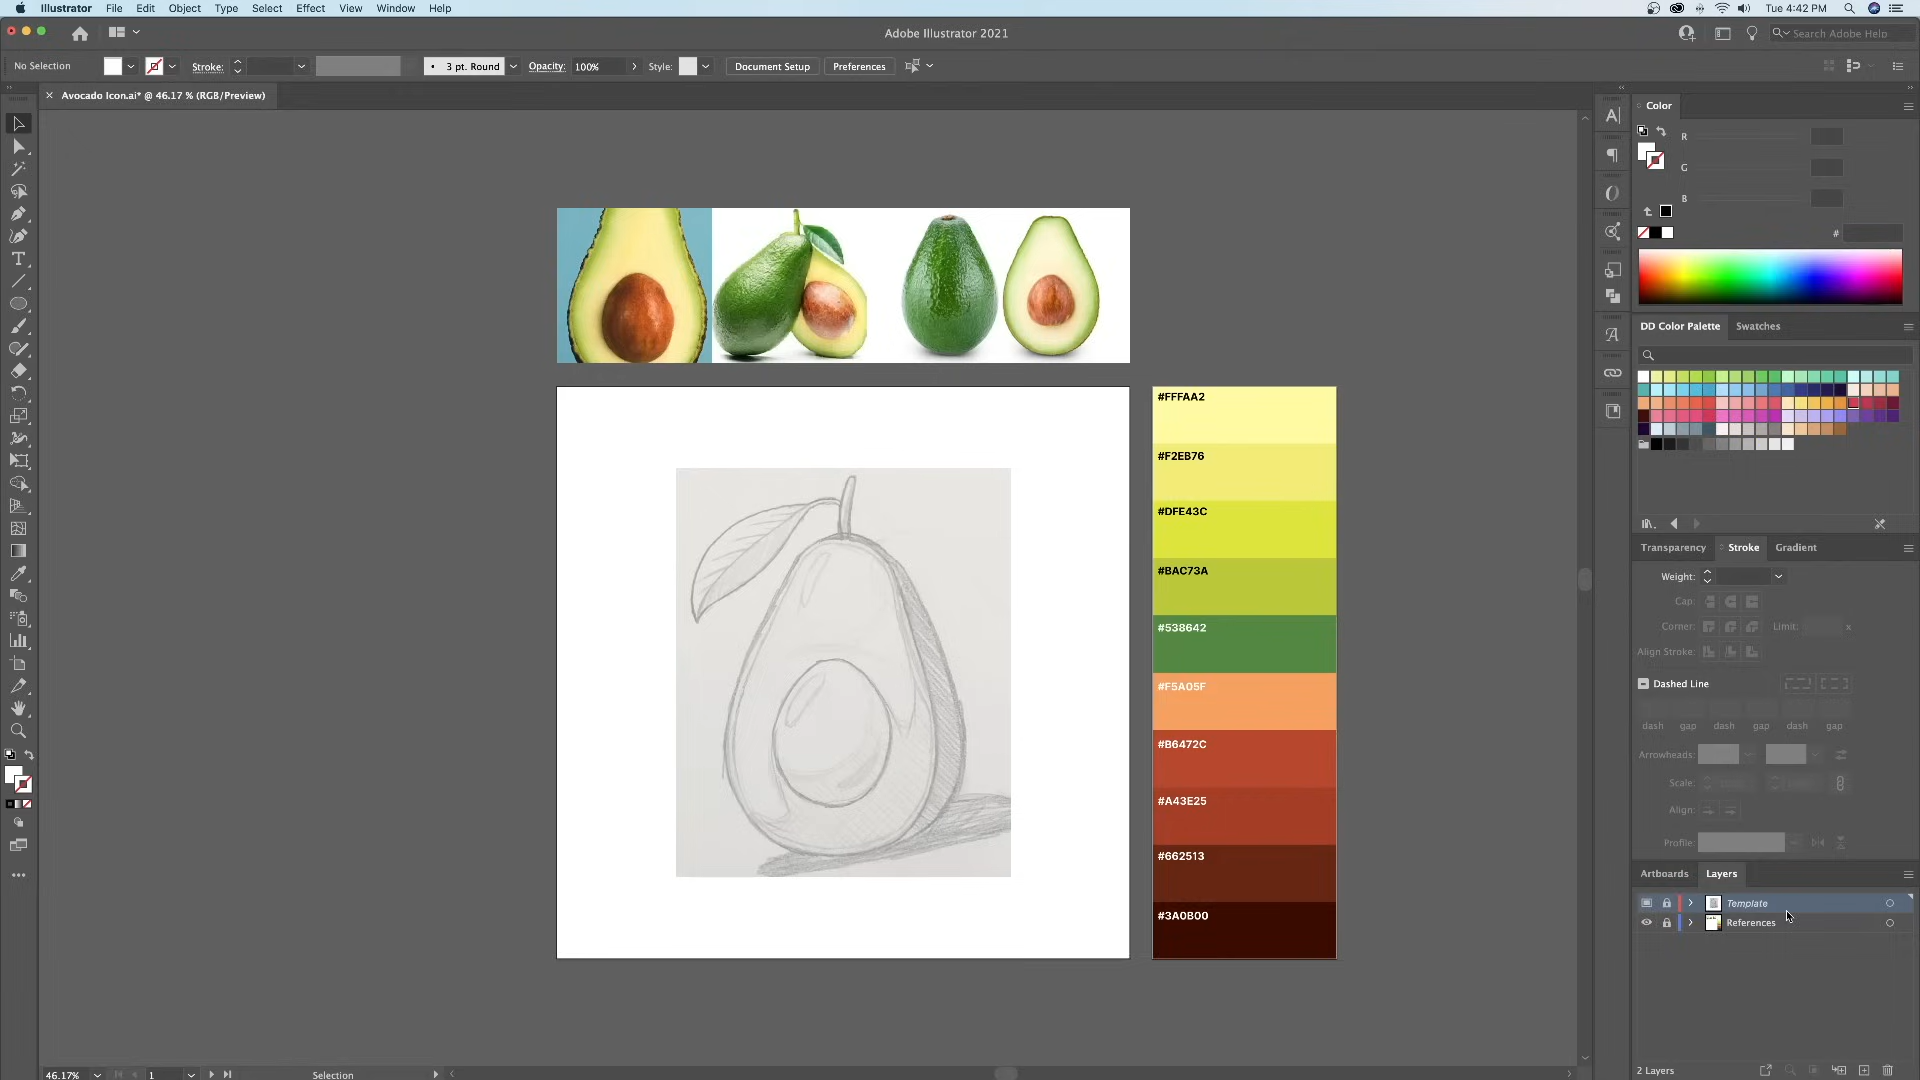 Illustrator File Edit Object Type Select Effect View Window Help Tue 4:42 PM
Adobe Illustrator 2021 Search Adobe Help
No Selection Stroke: 3 pt. Round Opacity: 100% Style: Document Setup Preferences
Avocado Icon.ai* @ 46.17 % (RGB/Preview)
Color
R
G
B
#
DD Color Palette Swatches
#FFFAA2
#F2EB76
#DFE43C
#BAC73A
#538642
#F5A05F
#B6472C
#A43E25
#662513
#3A0B00
Transparency Stroke Gradient
Weight:
Cap:
Corner: Limit: x
Align Stroke:
Dashed Line
dash gap dash gap dash gap
Arrowheads:
Scale:
Align:
Profile:
Artboards Layers
Template
References
2 Layers
46.17% 1 Selection